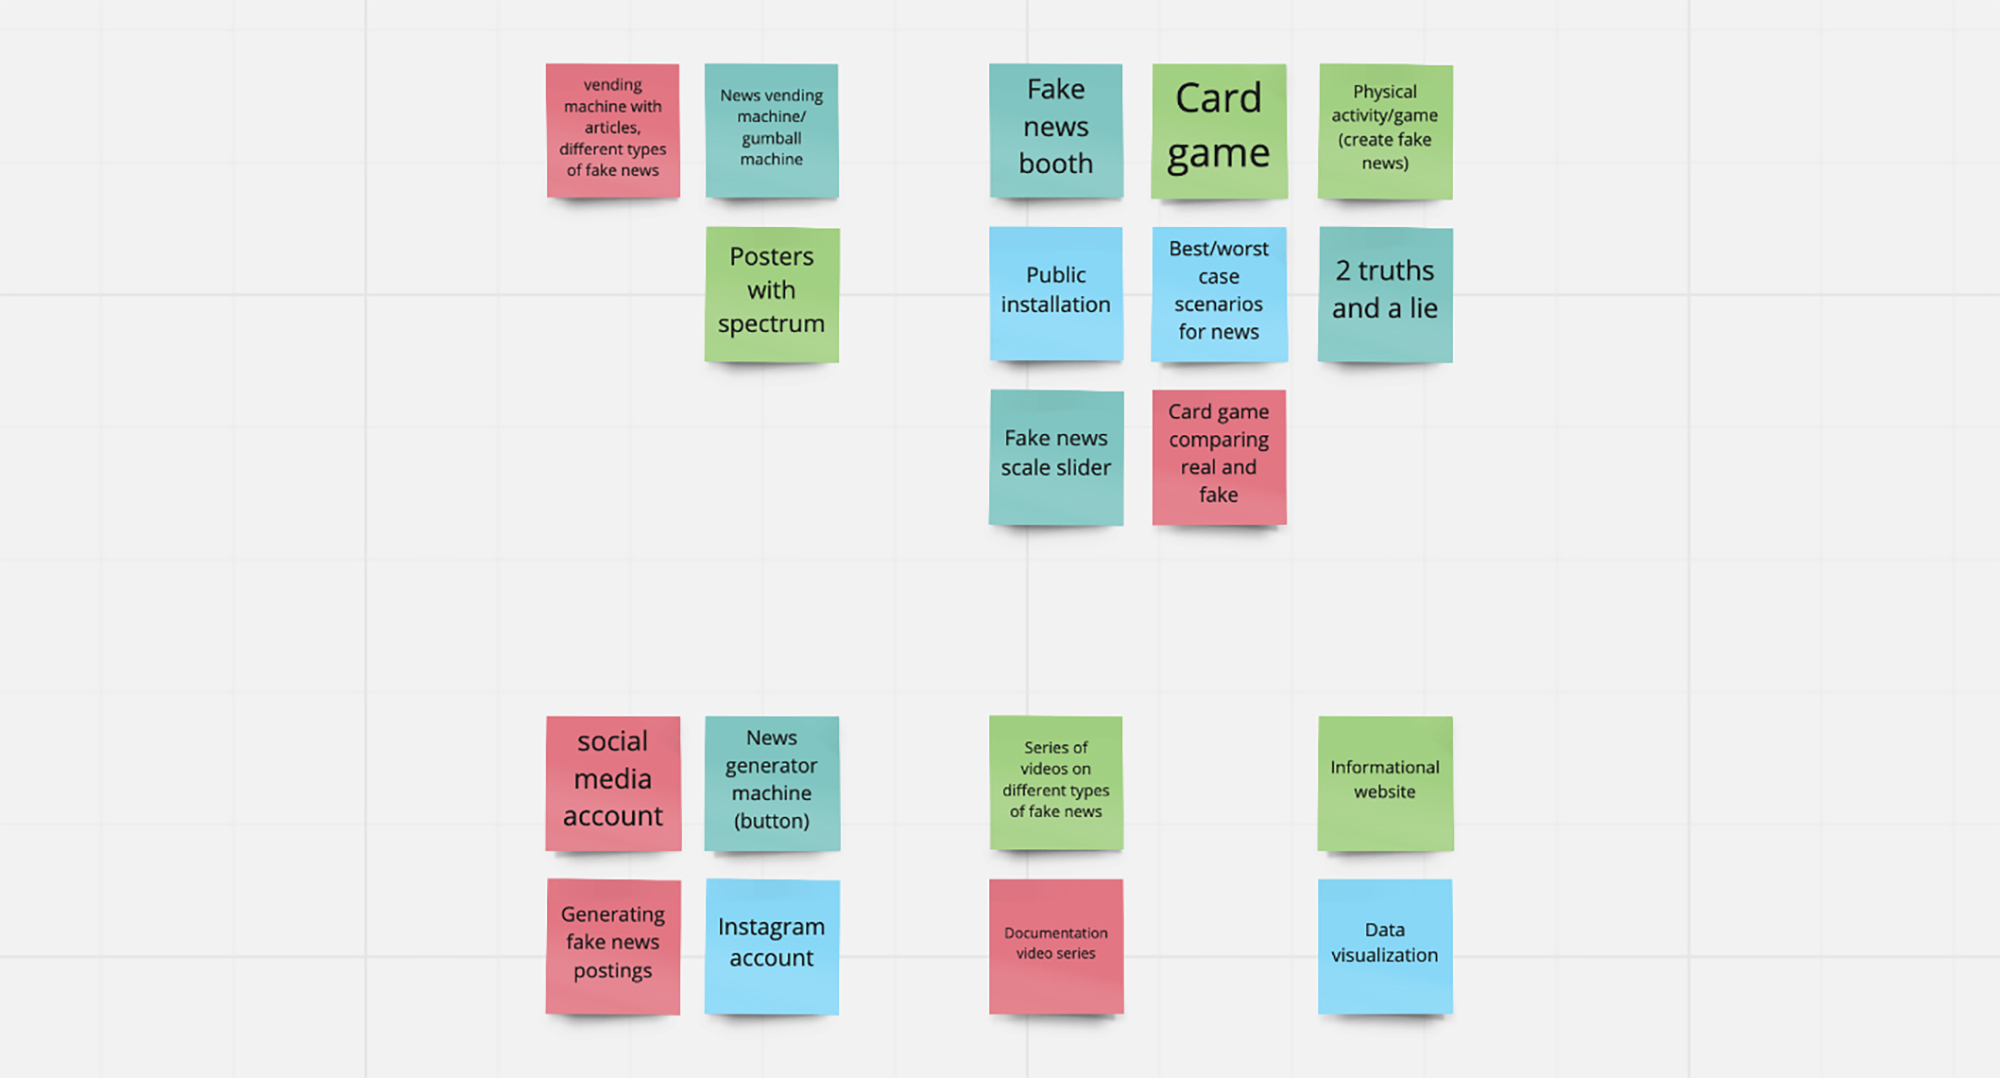 vending
machine with
articles,
different types
of fake news
News vending
machine/
gumball
machine
Posters
with
spectrum
Fake
news
booth
Card
game
Physical
activity/game
(create fake
news)
Public
installation
Best/worst
case
scenarios
for news
2 truths
and a lie
Fake news
scale slider
Card game
comparing
real and
fake
social
media
account
News
generator
machine
(button)
Generating
fake news
postings
Instagram
account
Series of
videos on
different types
of fake news
Documentation
video series
Informational
website
Data
visualization